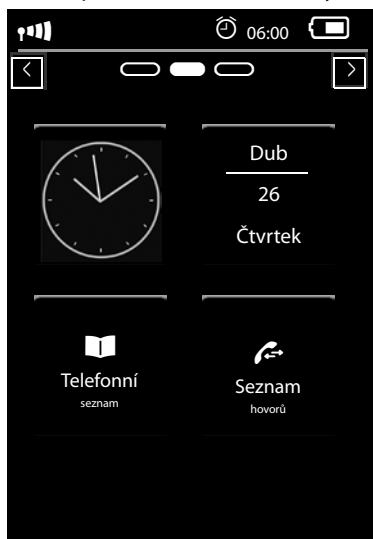 06:00
Dub
26
Čtvrtek
Telefonní
seznam
Seznam
hovorů